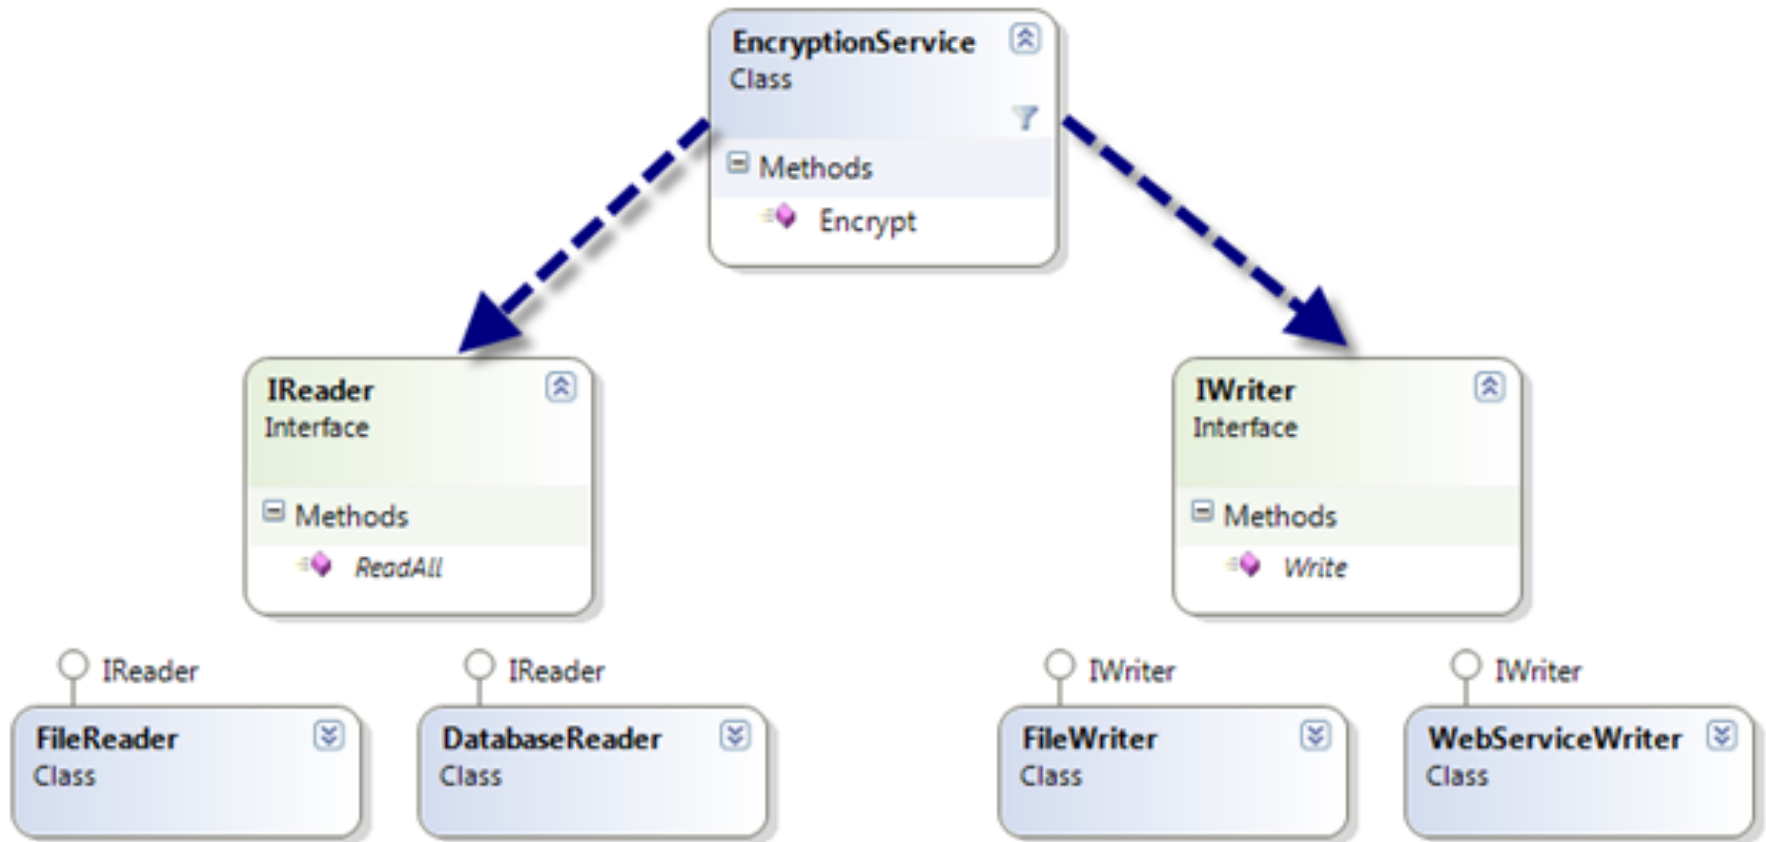 EncryptionService
Class
Methods
Encrypt
IReader
Interface
Methods
ReadAll
IWriter
Interface
Methods
Write
IReader
FileReader
Class
IReader
DatabaseReader
Class
IWriter
FileWriter
Class
IWriter
WebServiceWriter
Class